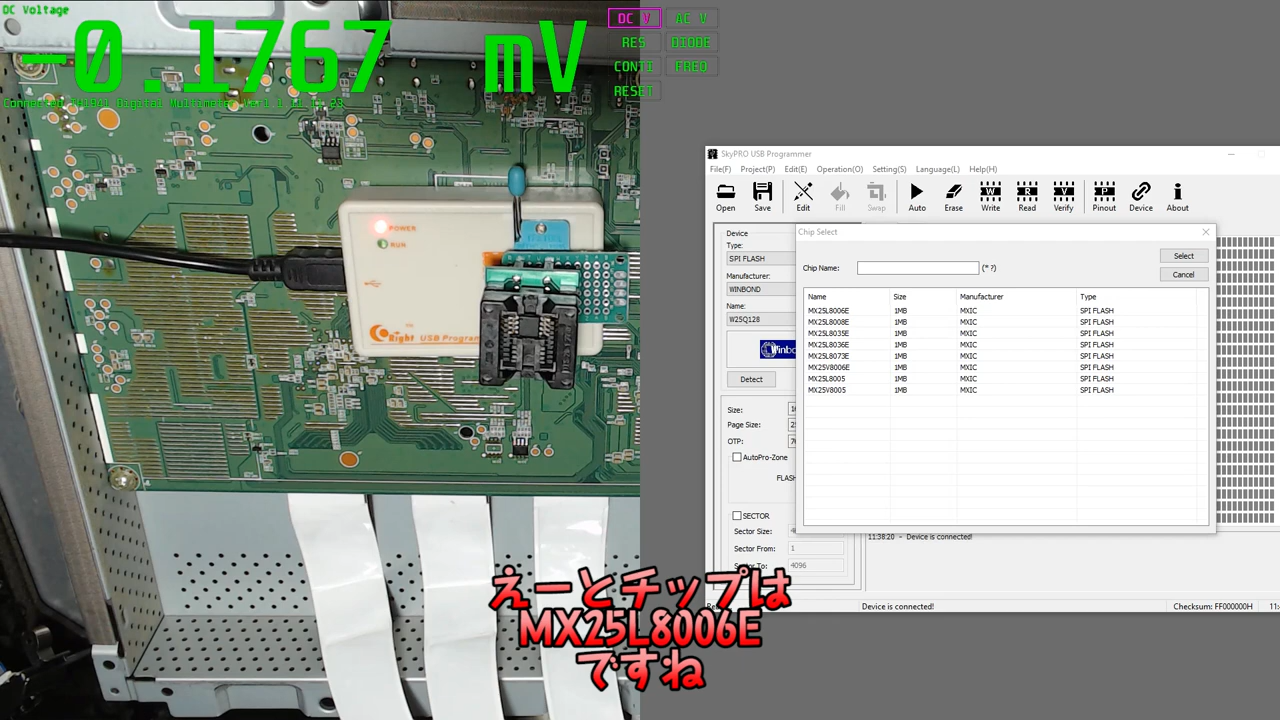 DC Voltage
-0.1767 mV
DC V
AC V
RES
DIODE
CONTI
FREQ
RESET
POWER
RUN
Right USB Program
SkyPRO USB Programmer
File(F) Project(P) Edit(E) Operation(O) Setting(S) Language(L) Help(H)
Open Save Edit Fill Swap Auto Erase Write Read Verify Pinout Device About
Device
Type:
SPI FLASH
Manufacturer:
WINBOND
Name:
W25Q128
Detect
Size:
Page Size:
OTP:
AutoPro-Zone
FLASH
SECTOR
Sector Size:
Sector From: 1
Sector To: 4096
Chip Select
Chip Name: (* ?)
Select
Cancel
Name Size Manufacturer Type
MX25L8006E 1MB MXIC SPI FLASH
MX25L8008E 1MB MXIC SPI FLASH
MX25L8035E 1MB MXIC SPI FLASH
MX25L8036E 1MB MXIC SPI FLASH
MX25L8073E 1MB MXIC SPI FLASH
MX25V8006E 1MB MXIC SPI FLASH
MX25L8005 1MB MXIC SPI FLASH
MX25V8005 1MB MXIC SPI FLASH
11:38:20 - Device is connected!
Device is connected!
Checksum: FF000000H
えーとチップは
MX25L8006E
ですね